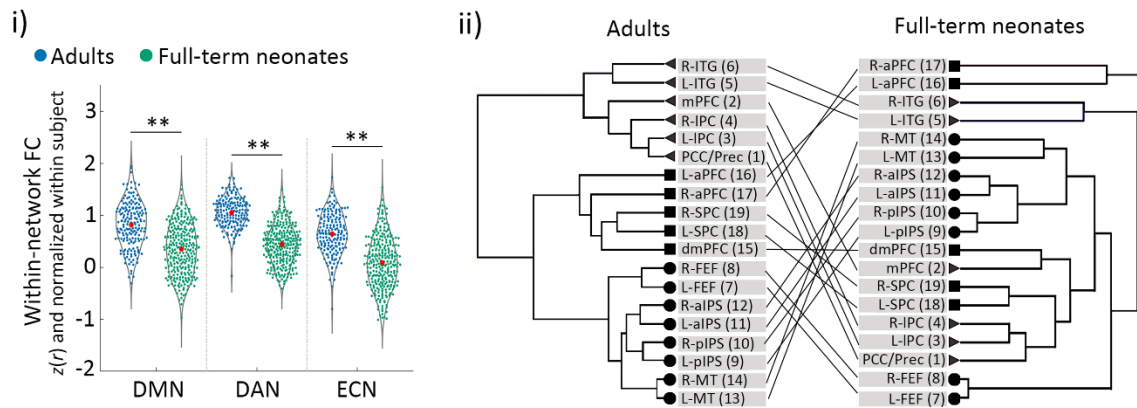 i)
Adults
Full-term neonates
Within-network FC
z(r) and normalized within subject
3
2
1
0
-1
-2
**
**
**
DMN
DAN
ECN
ii)
Adults
Full-term neonates
R-ITG (6)
L-ITG (5)
mPFC (2)
R-IPC (4)
L-IPC (3)
PCC/Prec (1)
L-aPFC (16)
R-aPFC (17)
R-SPC (19)
L-SPC (18)
dmPFC (15)
R-FEF (8)
L-FEF (7)
R-aIPS (12)
L-aIPS (11)
R-pIPS (10)
L-pIPS (9)
R-MT (14)
L-MT (13)
R-aPFC (17)
L-aPFC (16)
R-ITG (6)
L-ITG (5)
R-MT (14)
L-MT (13)
R-aIPS (12)
L-aIPS (11)
R-pIPS (10)
L-pIPS (9)
dmPFC (15)
mPFC (2)
R-SPC (19)
L-SPC (18)
R-IPC (4)
L-IPC (3)
PCC/Prec (1)
R-FEF (8)
L-FEF (7)